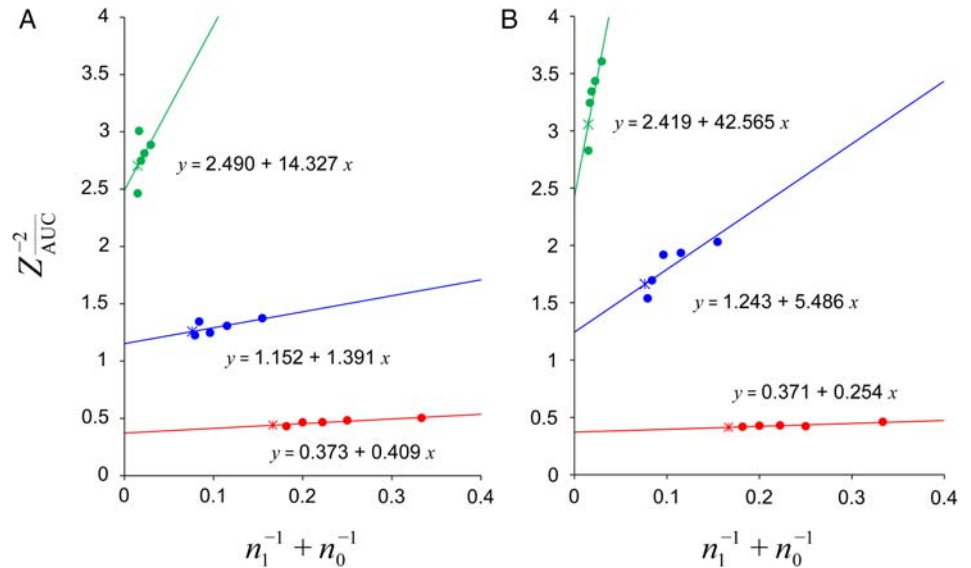 A
4
3.5
3
2.5
2
1.5
1
0.5
0
0 0.1 0.2 0.3 0.4
y = 2.490 + 14.327 x
y = 1.152 + 1.391 x
y = 0.373 + 0.409 x
Z⁻²_AUC
n₁⁻¹ + n₀⁻¹
B
4
3.5
3
2.5
2
1.5
1
0.5
0
0 0.1 0.2 0.3 0.4
y = 2.419 + 42.565 x
y = 1.243 + 5.486 x
y = 0.371 + 0.254 x
n₁⁻¹ + n₀⁻¹